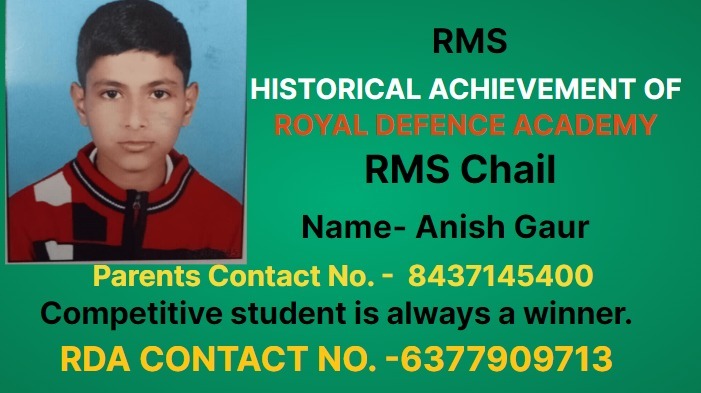 RMS
HISTORICAL ACHIEVEMENT OF
ROYAL DEFENCE ACADEMY
RMS Chail
Name- Anish Gaur
Parents Contact No. - 8437145400
Competitive student is always a winner.
RDA CONTACT NO. -6377909713